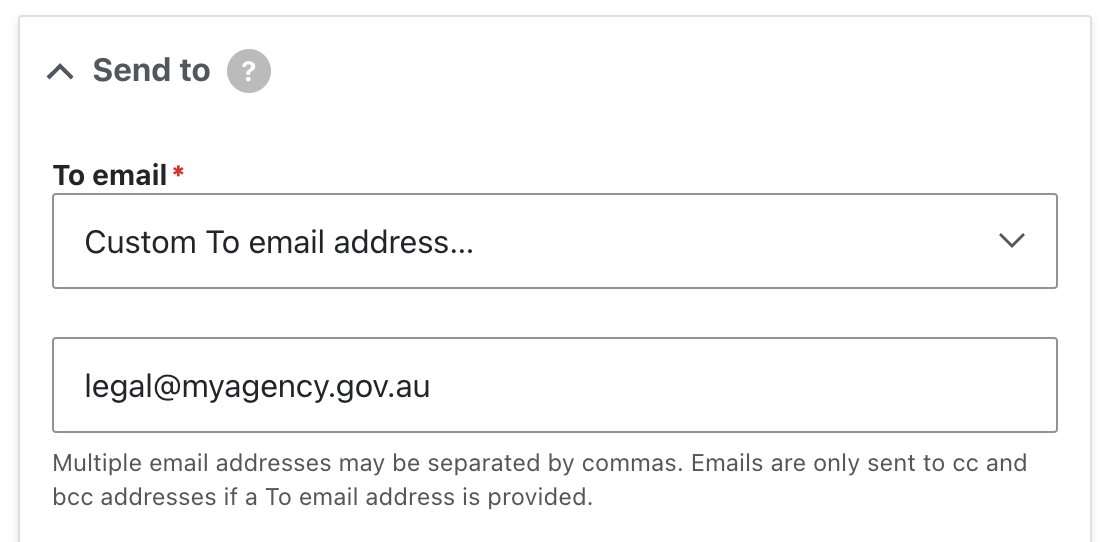 Send to ?
To email *
Custom To email address...
legal@myagency.gov.au
Multiple email addresses may be separated by commas. Emails are only sent to cc and
bcc addresses if a To email address is provided.